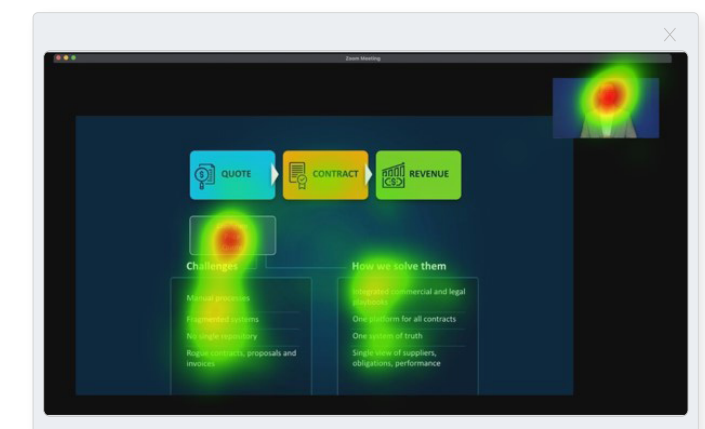 Zoom Meeting
QUOTE
CONTRACT
REVENUE
Challenges
How we solve them
Manual processes
Fragmented systems
No single repository
Rogue contracts, proposals and
invoices
Integrated commercial and legal
playbooks
One platform for all contracts
One system of truth
Single view of suppliers,
obligations, performance